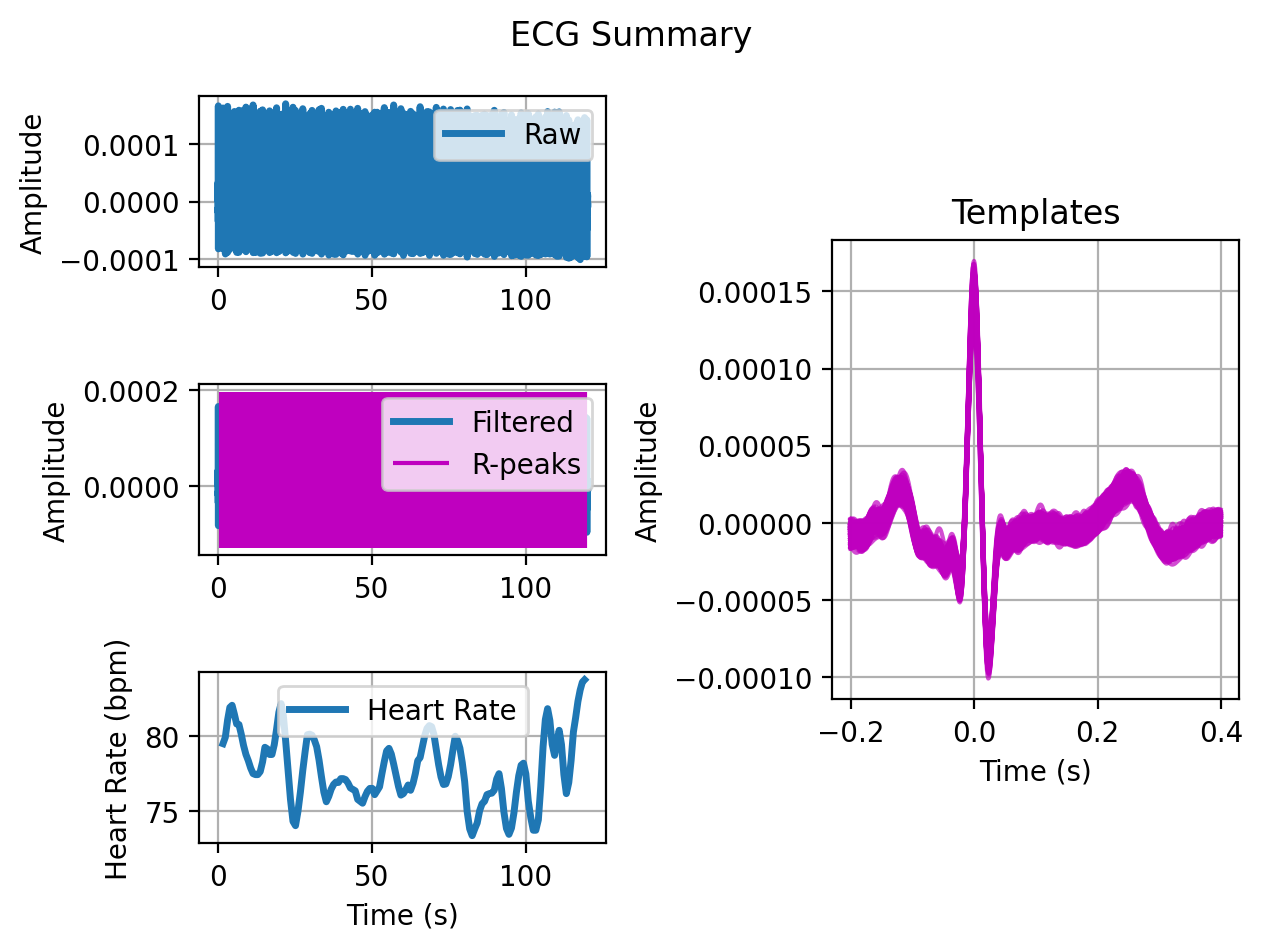 ECG Summary
Amplitude
0.0001
0.0000
−0.0001
Raw
0 50 100
Amplitude
0.0002
0.0000
Filtered
R-peaks
0 50 100
Heart Rate (bpm)
80
75
Heart Rate
0 50 100
Time (s)
Templates
Amplitude
0.00015
0.00010
0.00005
0.00000
−0.00005
−0.00010
−0.2 0.0 0.2 0.4
Time (s)